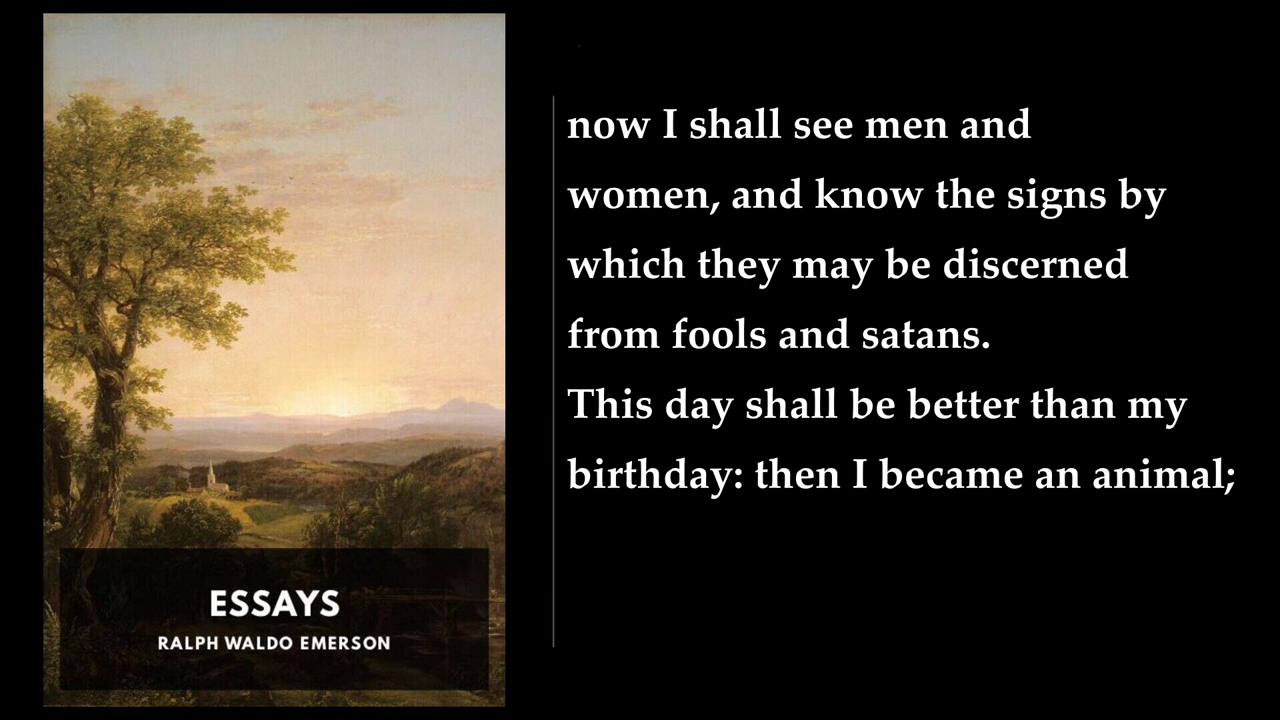 ESSAYS
RALPH WALDO EMERSON
now I shall see men and
women, and know the signs by
which they may be discerned
from fools and satans.
This day shall be better than my
birthday: then I became an animal;